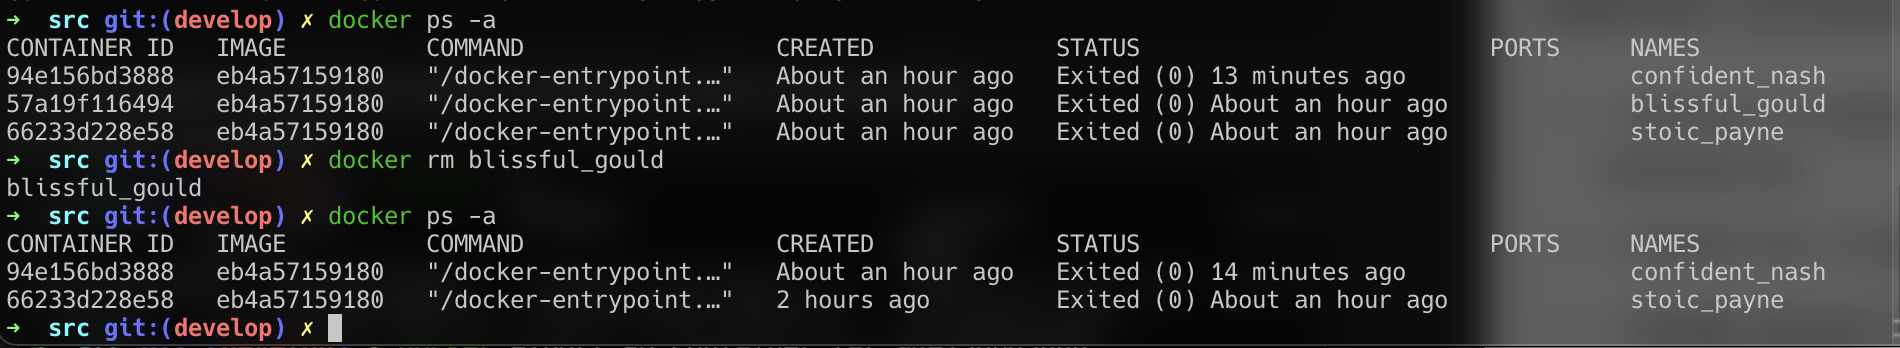 → src git:(develop) ✗ docker ps -a
CONTAINER ID IMAGE COMMAND CREATED STATUS PORTS NAMES
94e156bd3888 eb4a57159180 "/docker-entrypoint.…" About an hour ago Exited (0) 13 minutes ago confident_nash
57a19f116494 eb4a57159180 "/docker-entrypoint.…" About an hour ago Exited (0) About an hour ago blissful_gould
66233d228e58 eb4a57159180 "/docker-entrypoint.…" About an hour ago Exited (0) About an hour ago stoic_payne
→ src git:(develop) ✗ docker rm blissful_gould
blissful_gould
→ src git:(develop) ✗ docker ps -a
CONTAINER ID IMAGE COMMAND CREATED STATUS PORTS NAMES
94e156bd3888 eb4a57159180 "/docker-entrypoint.…" About an hour ago Exited (0) 14 minutes ago confident_nash
66233d228e58 eb4a57159180 "/docker-entrypoint.…" 2 hours ago Exited (0) About an hour ago stoic_payne
→ src git:(develop) ✗